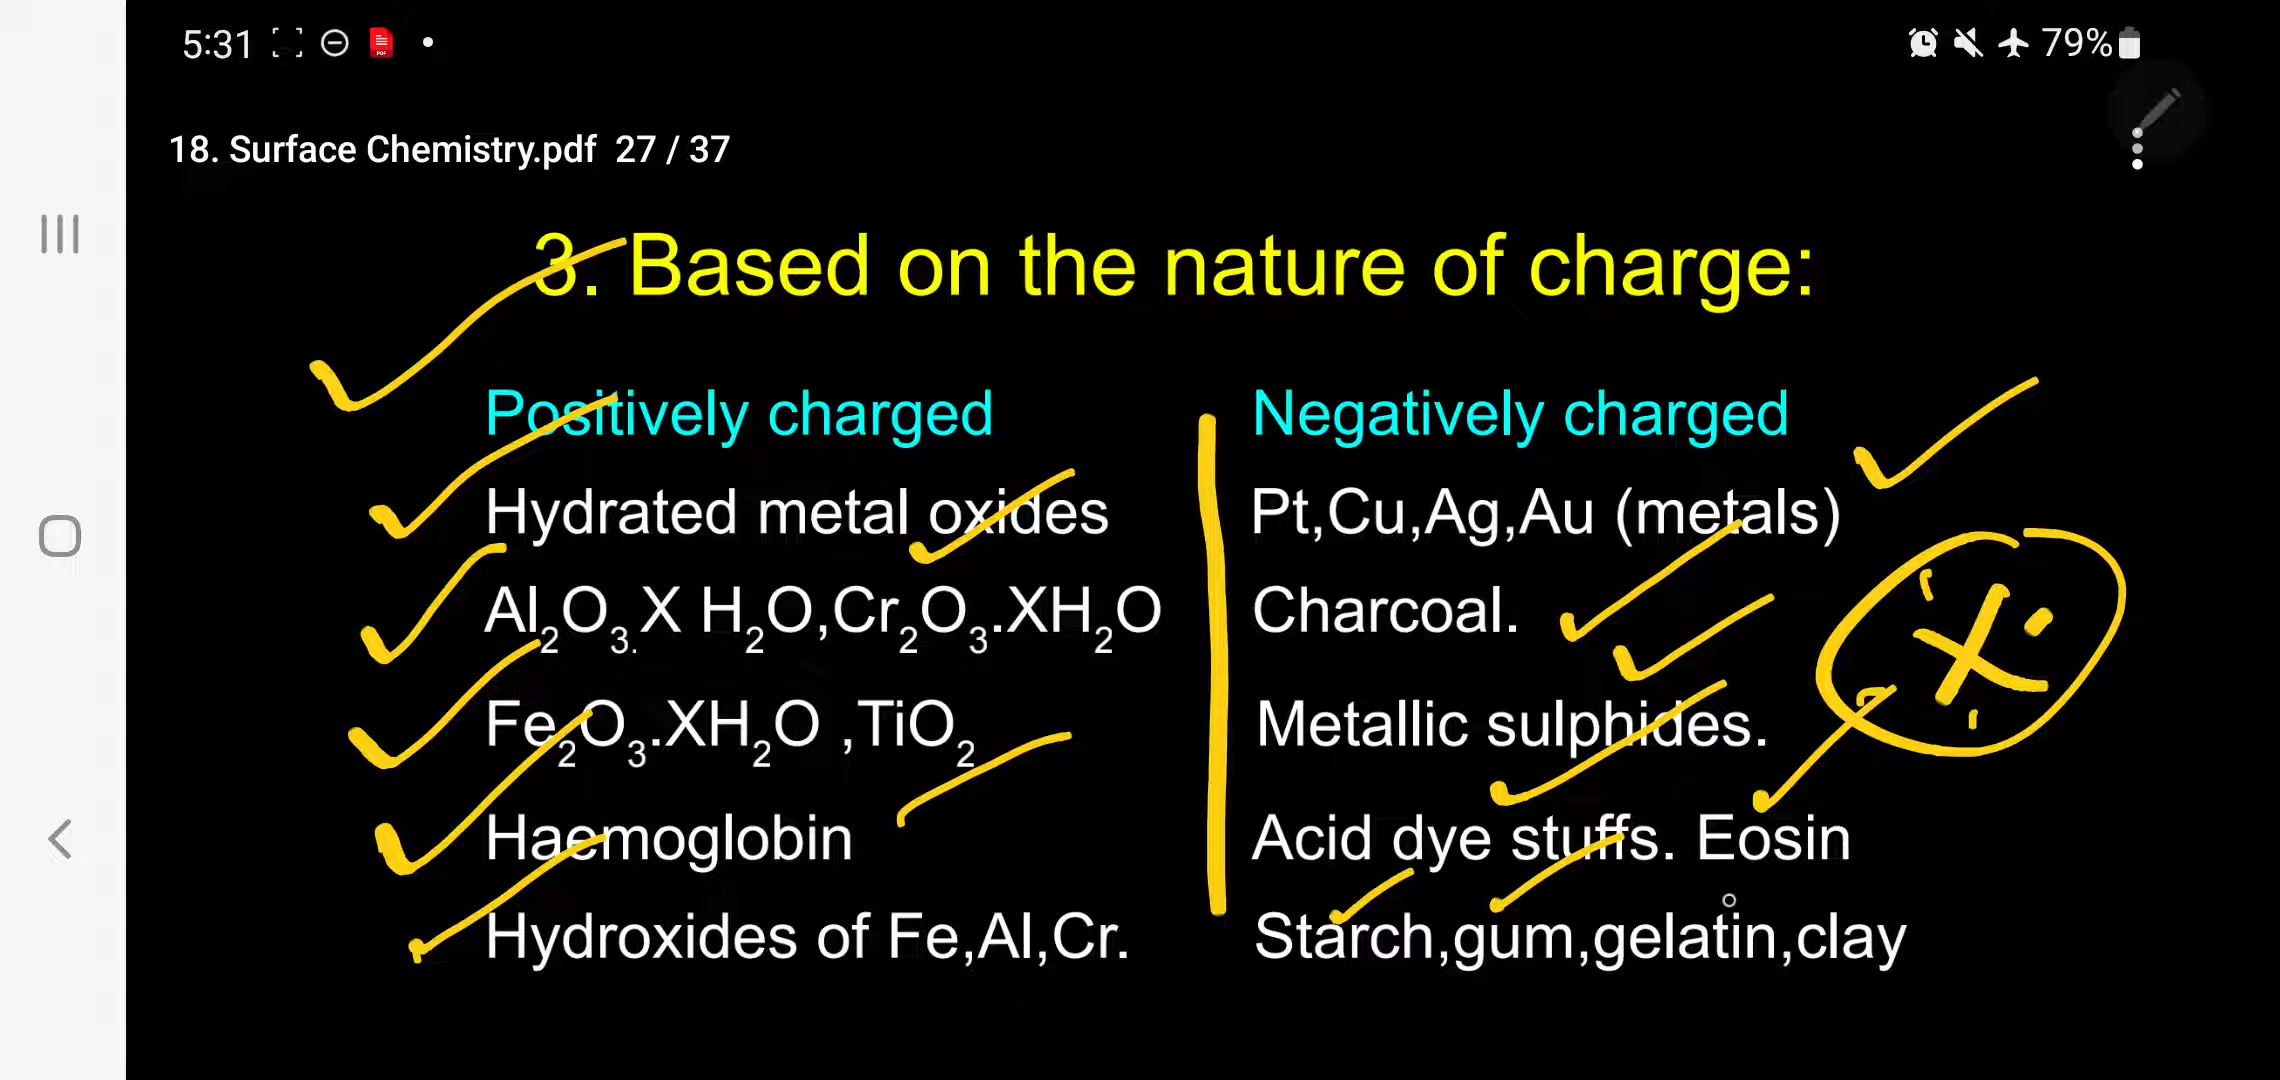 5:31
79%
18. Surface Chemistry.pdf 27 / 37
3. Based on the nature of charge:
Positively charged
Negatively charged
Hydrated metal oxides
Pt,Cu,Ag,Au (metals)
Al₂O₃.X H₂O,Cr₂O₃.XH₂O
Charcoal.
Fe₂O₃.XH₂O ,TiO₂
Metallic sulphides.
Haemoglobin
Acid dye stuffs. Eosin
Hydroxides of Fe,Al,Cr.
Starch,gum,gelatin,clay